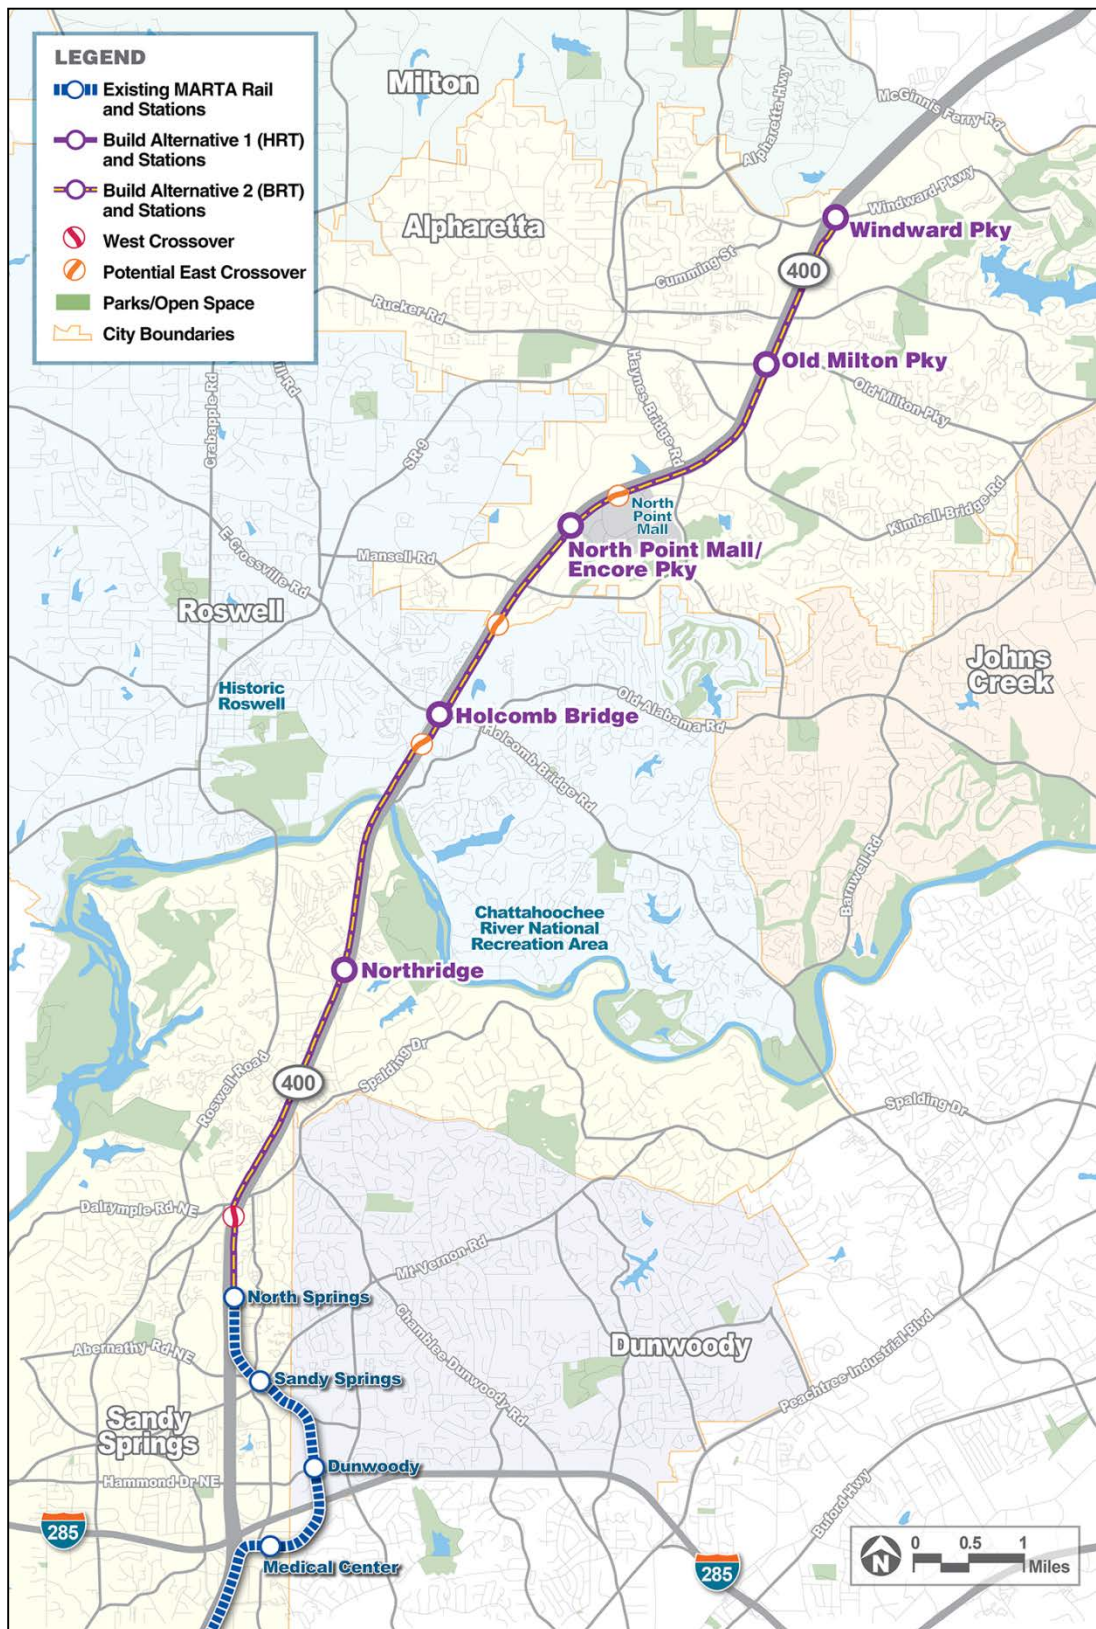 LEGEND
Existing MARTA Rail
and Stations
Build Alternative 1 (HRT)
and Stations
Build Alternative 2 (BRT)
and Stations
West Crossover
Potential East Crossover
Parks/Open Space
City Boundaries
Milton
Alpharetta Hwy
McGinnis Ferry Rd
Windward Pkwy
Windward Pky
Alpharetta
Cumming St
400
Rucker Rd
Old Milton Pky
Haynes Bridge Rd
Old Milton Pky
Crabapple Rd
ill Rd
SR-9
North
Point
Mall
Kimball Bridge Rd
E Crossville Rd
Mansell Rd
North Point Mall/
Encore Pky
Roswell
Johns
Creek
Historic
Roswell
Holcomb Bridge
Old Alabama Rd
Holcomb Bridge Rd
Barnwell Rd
Chattahoochee
River National
Recreation Area
Northridge
Roswell Road
400
Spalding Dr
Spalding Dr
Dalrymple Rd NE
Mt Vernon Rd
North Springs
Abernathy Rd NE
Chamblee Dunwoody Rd
Dunwoody
Peachtree Industrial Blvd
Sandy Springs
Sandy
Springs
Dunwoody
Hammond Dr NE
Buford Hwy
285
Medical Center
285
N
0 0.5 1
Miles